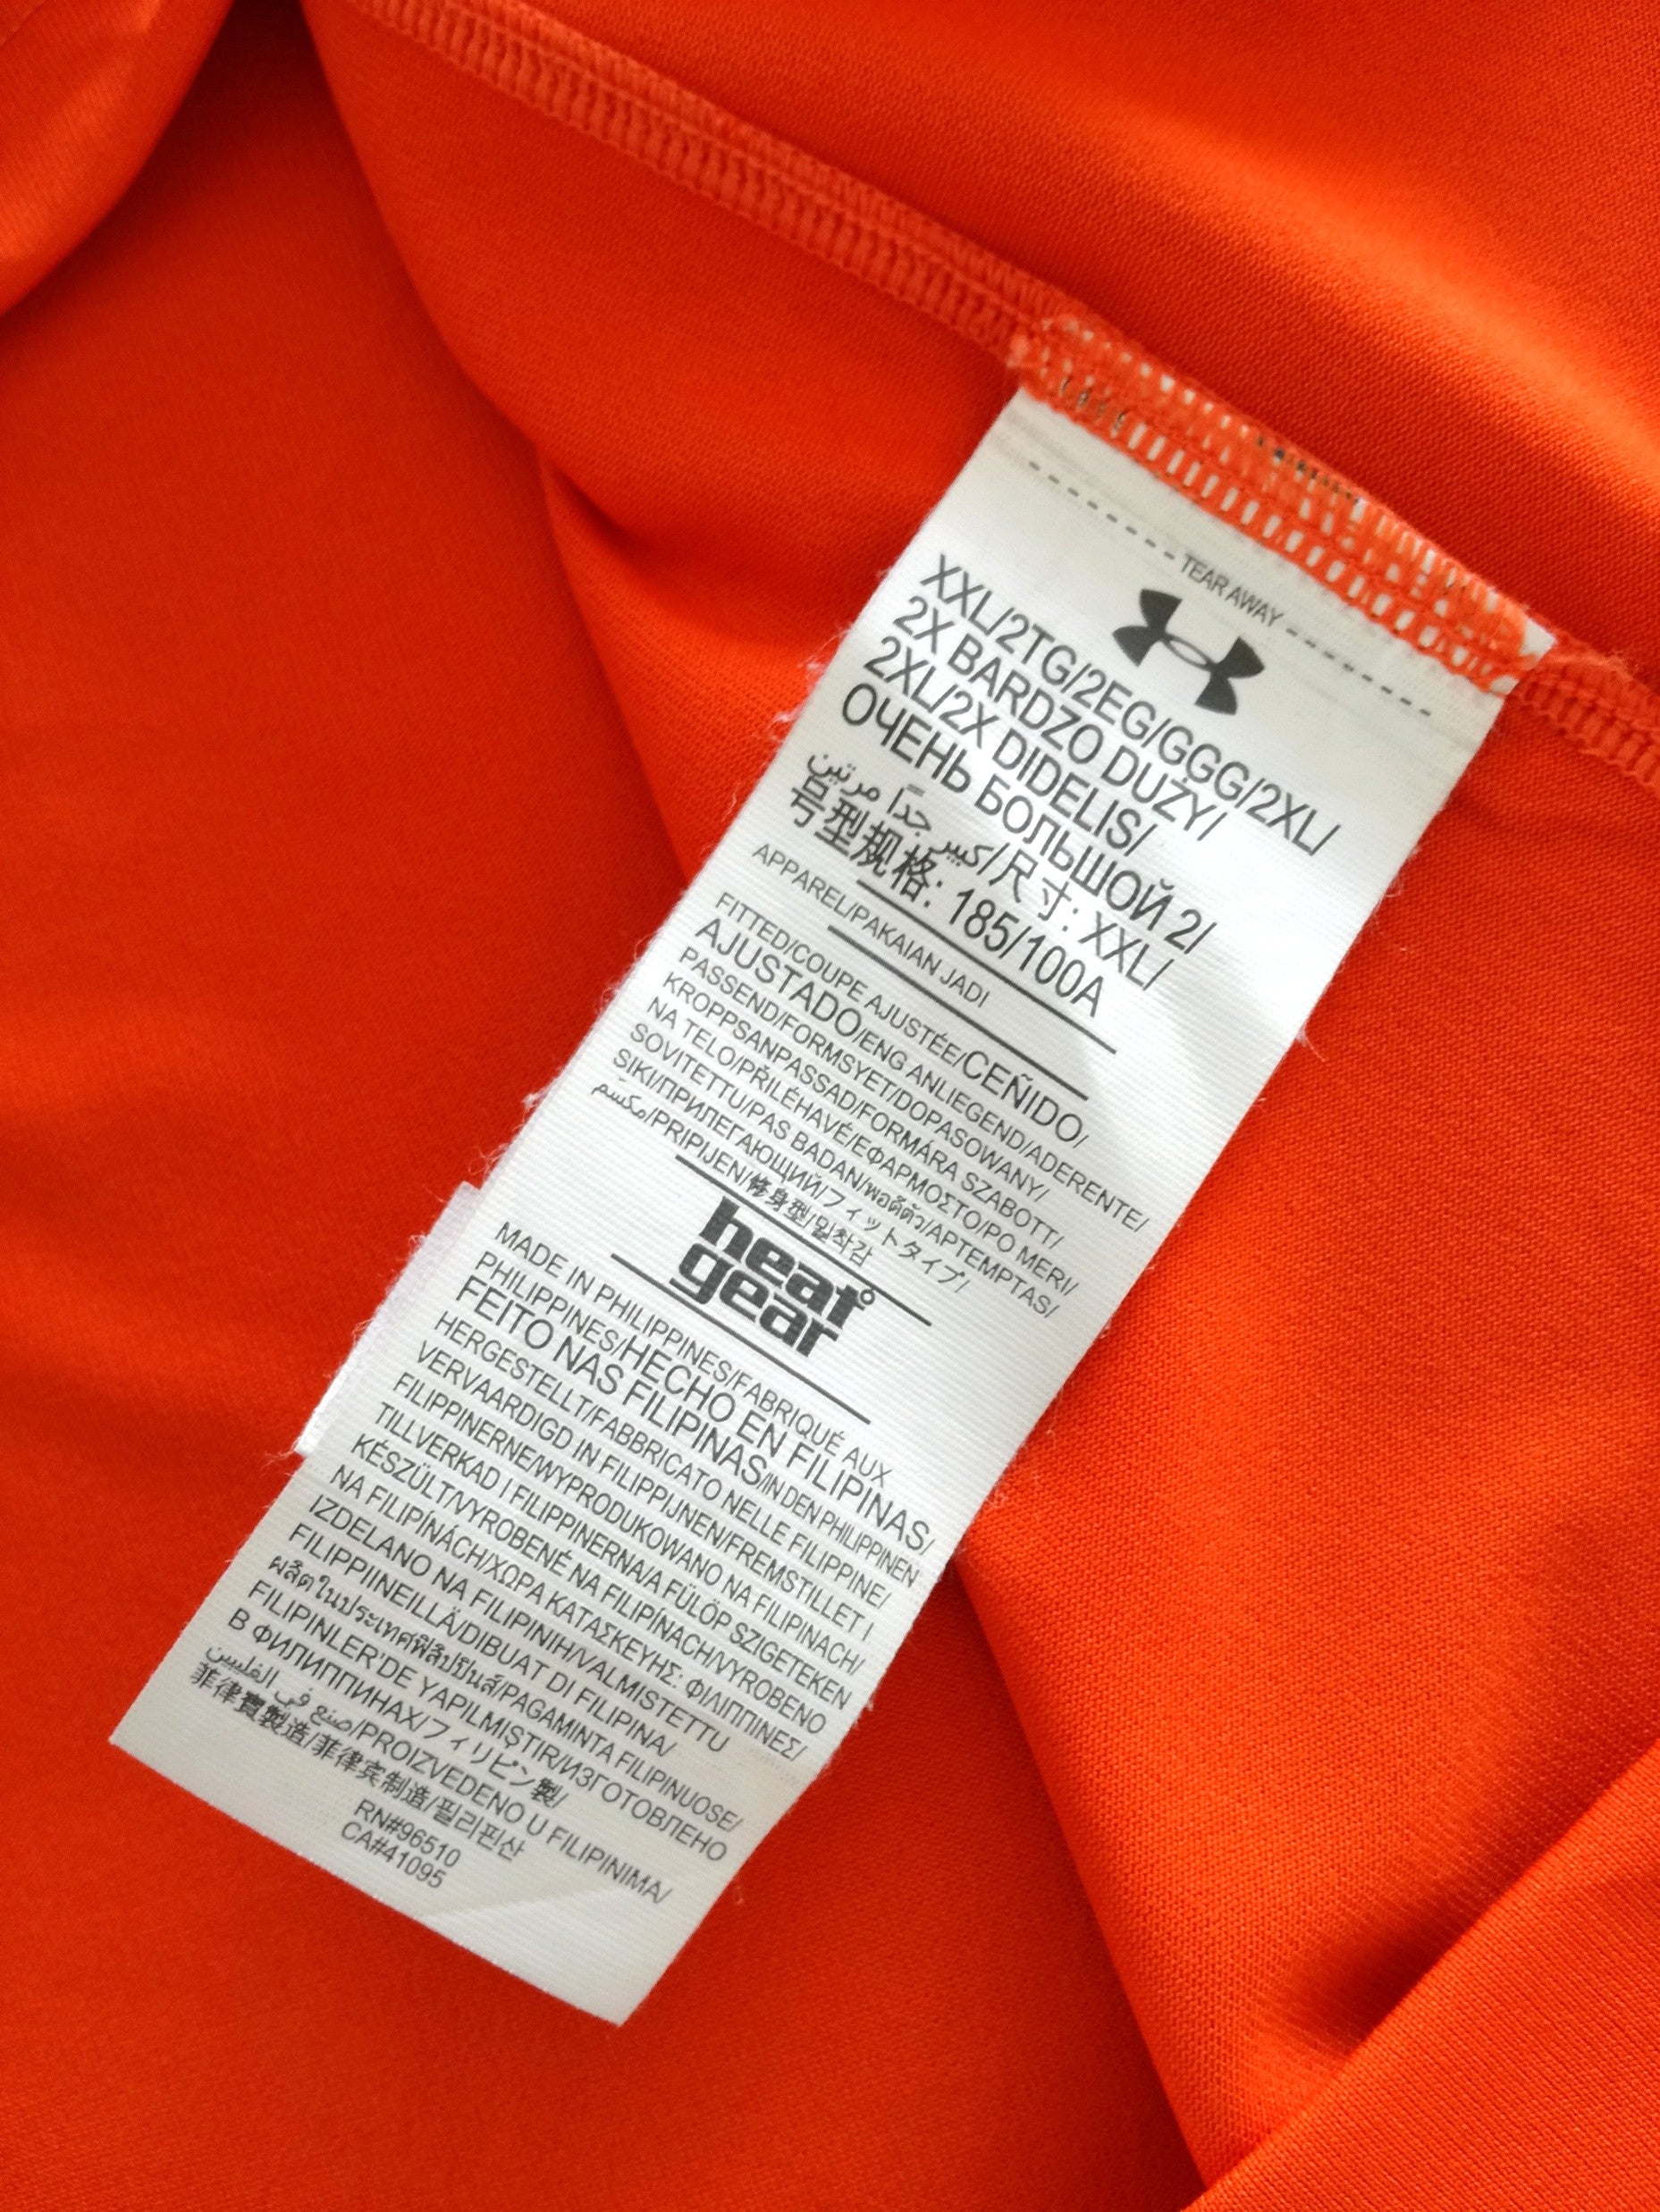 TEAR AWAY
XXL/2TG/2EG/GGG/2XL/
2X BARDZO DUŻY/
2XL/2X DIDELIS/
ОЧЕНЬ БОЛЬШОЙ 2/
كبير جدًا مرتين/尺寸: XXL/
号型规格: 185/100A
APPAREL/PAKAIAN JADI
FITTED/COUPE AJUSTÉE/CEÑIDO/
AJUSTADO/ENG ANLIEGEND/ADERENTE/
PASSEND/FORMSYET/DOPASOWANY/
KROPPSANPASSAD/FORMÁRA SZABOTT/
NA TELO/PŘILÉHAVÉ/ΕΦΑΡΜΟΣΤΟ/PO MERI/
SOVITETTU/PAS BADAN/พอดีตัว/APTEMPTAS/
SIKI/ПРИЛЕГАЮЩИЙ/フィットタイプ/
مكسّم/PRIPIJEN/修身型/밀착감
heat gear
MADE IN PHILIPPINES/FABRIQUÉ AUX
PHILIPPINES/HECHO EN FILIPINAS/
FEITO NAS FILIPINAS/IN DEN PHILIPPINEN
HERGESTELLT/FABBRICATO NELLE FILIPPINE/
VERVAARDIGD IN FILIPPIJNEN/FREMSTILLET I
FILIPPINERNE/WYPRODUKOWANO NA FILIPINACH/
TILLVERKAD I FILIPPINERNA/A FÜLÖP SZIGETEKEN
KÉSZÜLT/VYROBENÉ NA FILIPÍNACH/VYROBENO
NA FILIPÍNÁCH/ΧΩΡΑ ΚΑΤΑΣΚΕΥΗΣ: ΦΙΛΙΠΠΙΝΕΣ/
IZDELANO NA FILIPINIH/VALMISTETTU
FILIPPIINEILLÄ/DIBUAT DI FILIPINA/
ผลิตในประเทศฟิลิปปินส์/PAGAMINTA FILIPINUOSE/
FILIPINLER'DE YAPILMIŞTIR/ИЗГОТОВЛЕНО
В ФИЛИППИНАХ/フィリピン製/
صنع في الفلبين/PROIZVEDENO U FILIPINIMA/
菲律賓製造/菲律宾制造/필리핀산
RN#96510
CA#41095